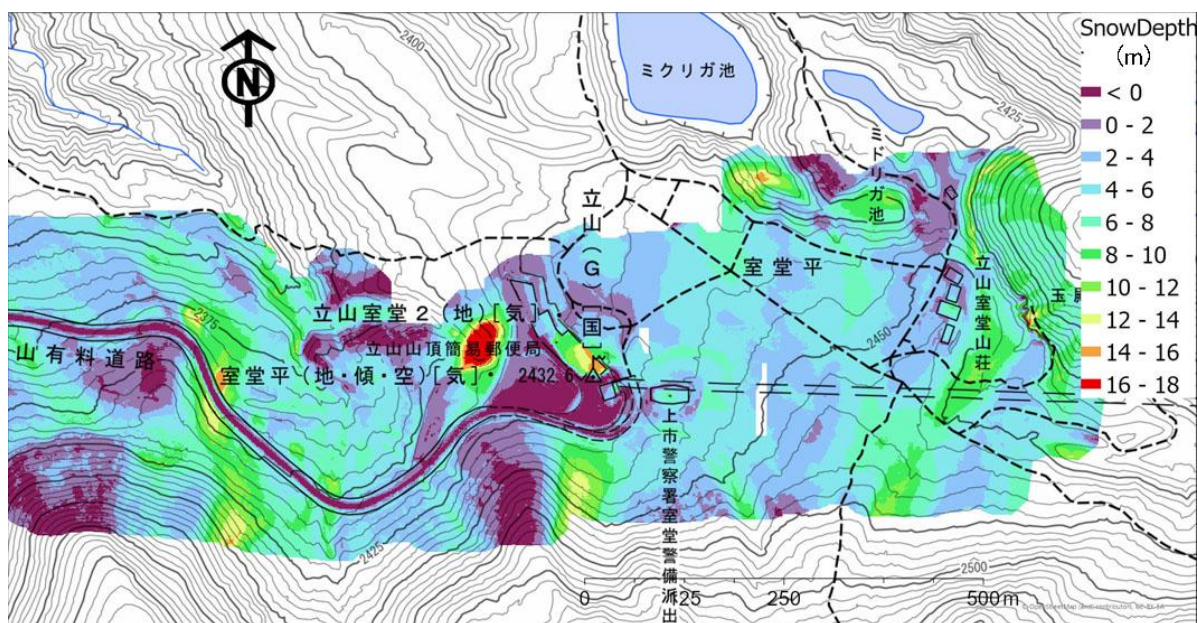 SnowDepth
(m)
< 0
0 - 2
2 - 4
4 - 6
6 - 8
8 - 10
10 - 12
12 - 14
14 - 16
16 - 18
N
2400
ミクリガ池
2425
ミドリガ池
立山(G国]
室堂平
立山室堂2(地)[気]
立山山頂簡易郵便局
室堂平(地・傾・空)[気]・
2432.6
山有料道路
2375
2450
立山室堂山荘
玉殿
上市警察署室堂警備派出
2425
2500
0
125
250
500m